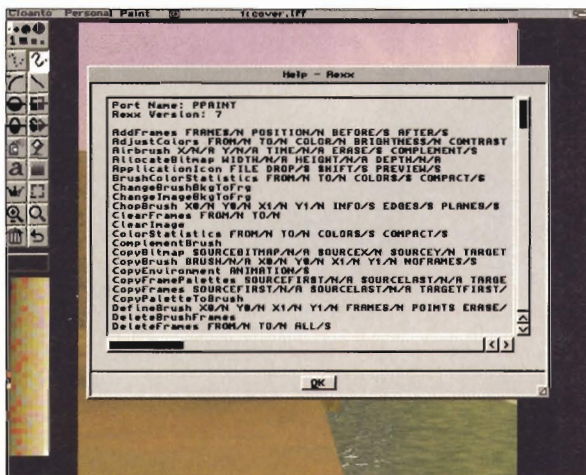 Cloanto Personal Paint © 1:cover.iff
Help - Rexx
Port Name: PPAINT
Rexx Version: 7
AddFrames FRAMES/N POSITION/N BEFORE/S AFTER/S
AdjustColors FROM/N TO/N COLOR/N BRIGHTNESS/N CONTRAST
Airbrush X/N/A Y/N/A TIME/N/A ERASE/S COMPLEMENT/S
AllocateBitmap WIDTH/N/A HEIGHT/N/A DEPTH/N/A
ApplicationIcon FILE DROP/S SHIFT/S PREVIEW/S
BrushColorStatistics FROM/N TO/N COLORS/S COMPACT/S
ChangeBrushBkgToFrg
ChangeImageBkgToFrg
ChopBrush X0/N Y0/N X1/N Y1/N INFO/S EDGES/S PLANES/S
ClearFrames FROM/N TO/N
ClearImage
ColorStatistics FROM/N TO/N COLORS/S COMPACT/S
ComplementBrush
CopyBitmap SOURCEBITMAP/N/A SOURCEX/N SOURCEY/N TARGET
CopyBrush BRUSH/N/A X0/N Y0/N X1/N Y1/N NOFRAMES/S
CopyEnvironment ANIMATION/S
CopyFramePalettes SOURCEFIRST/N/A SOURCELAST/N/A TARGE
CopyFrames SOURCEFIRST/N/A SOURCELAST/N/A TARGETFIRST/
CopyPaletteToBrush
DefineBrush X0/N Y0/N X1/N Y1/N FRAMES/N POINTS ERASE/
DeleteBrushFrames
DeleteFrames FROM/N TO/N ALL/S
OK